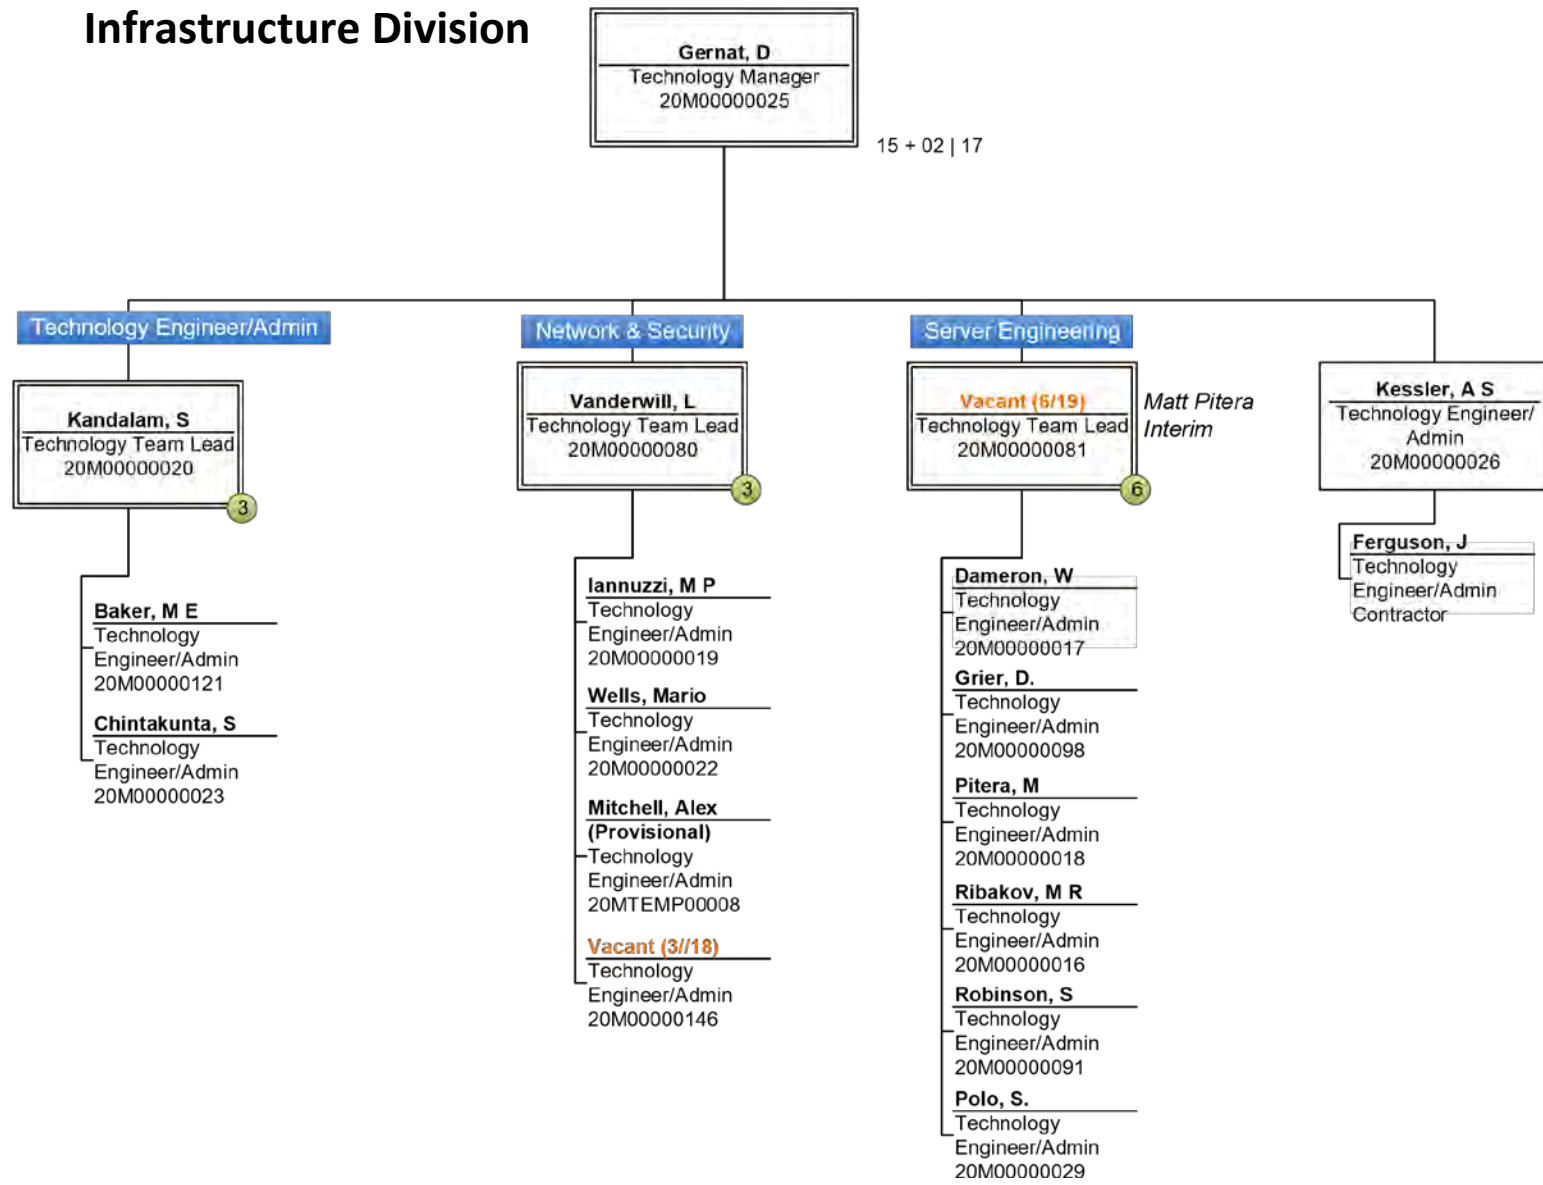 Infrastructure Division
Gernat, D
Technology Manager
20M00000025
15 + 02 | 17
Technology Engineer/Admin
Kandalam, S
Technology Team Lead
20M00000020
3
Baker, M E
Technology
Engineer/Admin
20M00000121
Chintakunta, S
Technology
Engineer/Admin
20M00000023
Network & Security
Vanderwill, L
Technology Team Lead
20M00000080
3
Iannuzzi, M P
Technology
Engineer/Admin
20M00000019
Wells, Mario
Technology
Engineer/Admin
20M00000022
Mitchell, Alex
(Provisional)
Technology
Engineer/Admin
20MTEMP00008
Vacant (3//18)
Technology
Engineer/Admin
20M00000146
Server Engineering
Vacant (6/19)
Technology Team Lead
20M00000081
6
Matt Pitera
Interim
Dameron, W
Technology
Engineer/Admin
20M00000017
Grier, D.
Technology
Engineer/Admin
20M00000098
Pitera, M
Technology
Engineer/Admin
20M00000018
Ribakov, M R
Technology
Engineer/Admin
20M00000016
Robinson, S
Technology
Engineer/Admin
20M00000091
Polo, S.
Technology
Engineer/Admin
20M00000029
Kessler, A S
Technology Engineer/
Admin
20M00000026
Ferguson, J
Technology
Engineer/Admin
Contractor